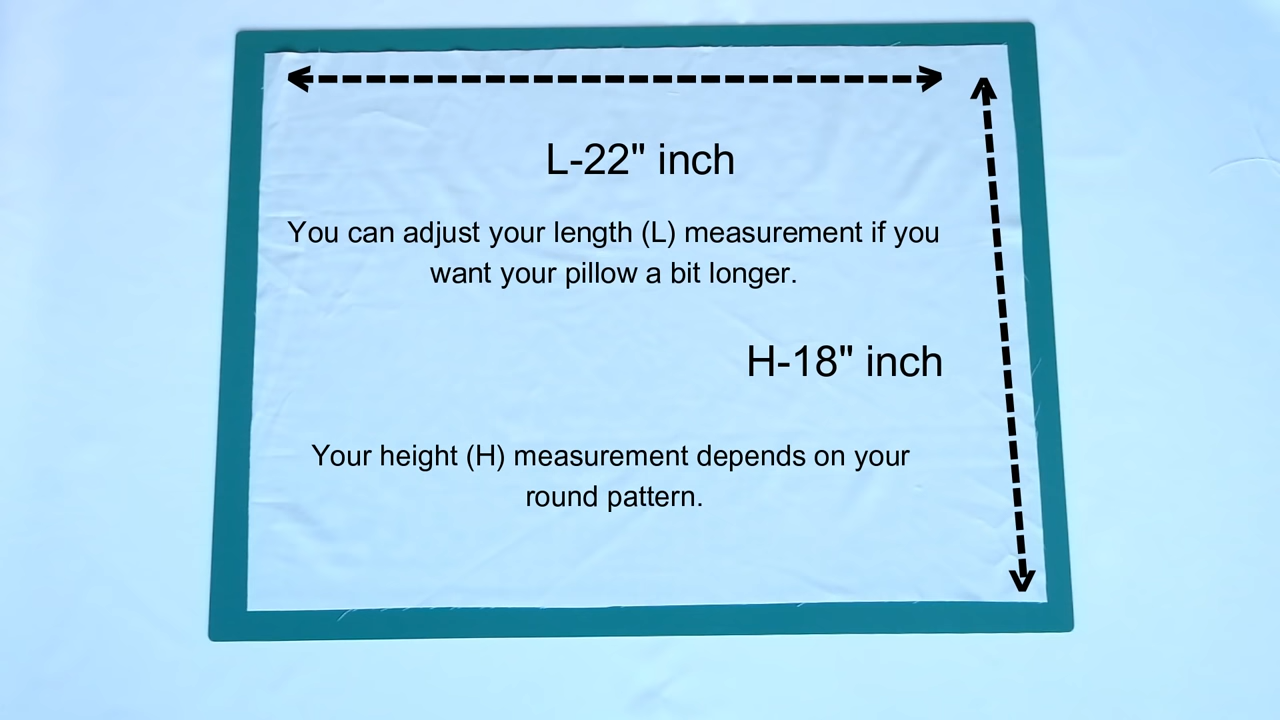 L-22" inch
You can adjust your length (L) measurement if you
want your pillow a bit longer.
H-18" inch
Your height (H) measurement depends on your
round pattern.